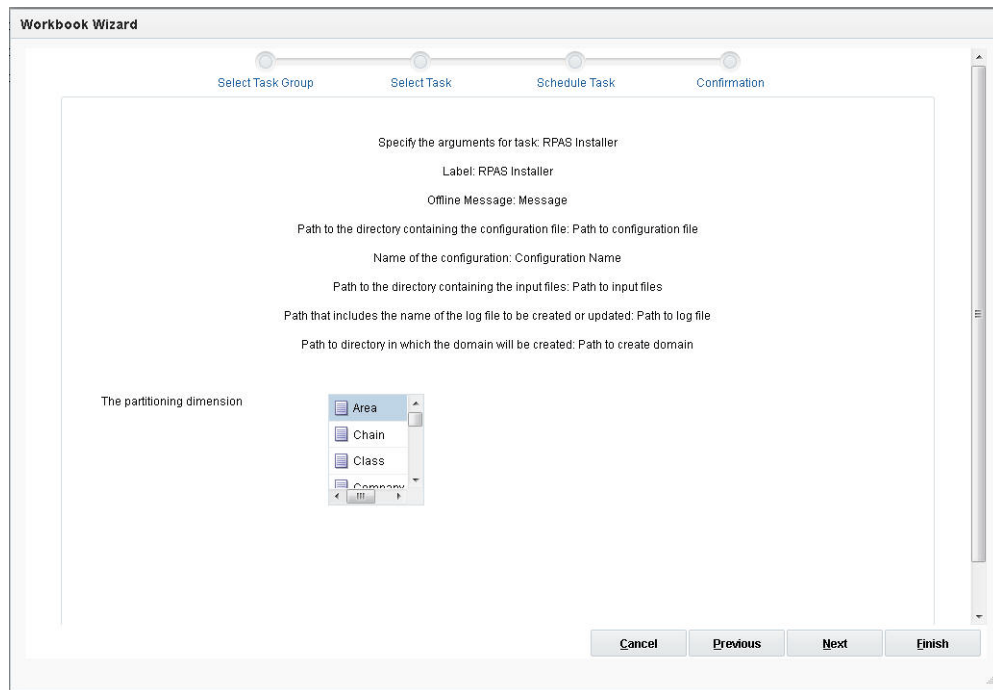 Workbook Wizard
Select Task Group
Select Task
Schedule Task
Confirmation
Specify the arguments for task: RPAS Installer
Label: RPAS Installer
Offline Message: Message
Path to the directory containing the configuration file: Path to configuration file
Name of the configuration: Configuration Name
Path to the directory containing the input files: Path to input files
Path that includes the name of the log file to be created or updated: Path to log file
Path to directory in which the domain will be created: Path to create domain
The partitioning dimension
Area
Chain
Class
Company
Cancel
Previous
Next
Finish